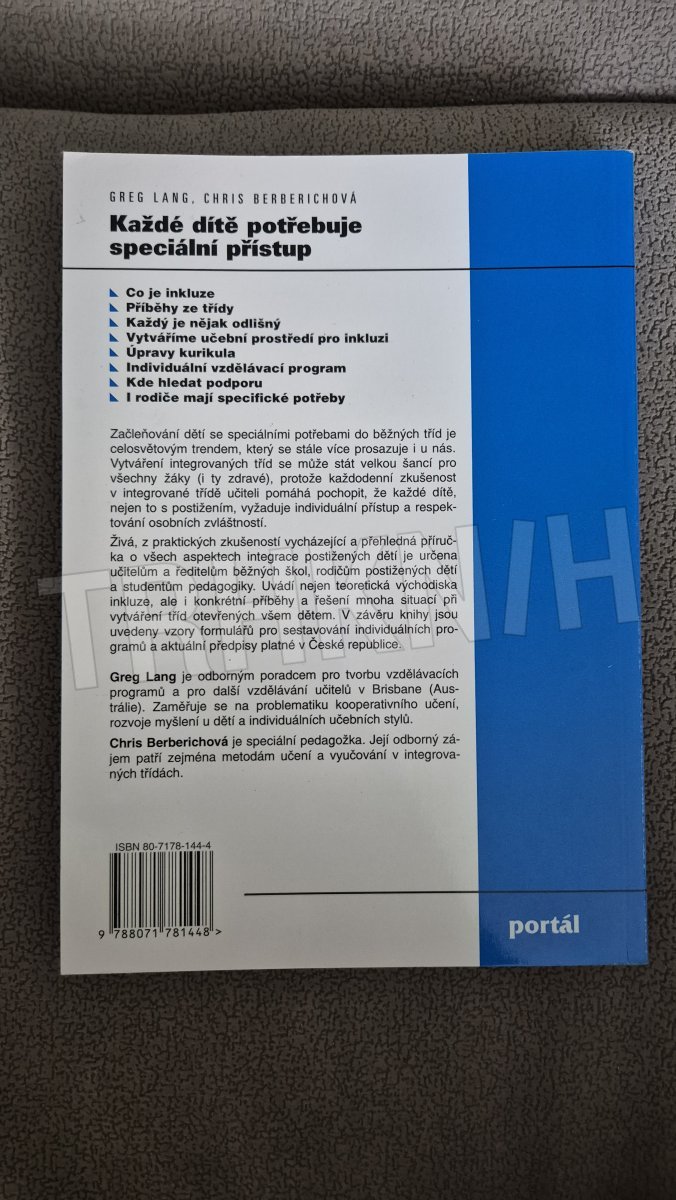 GREG LANG, CHRIS BERBERICHOVÁ
Každé dítě potřebuje
speciální přístup
Co je inkluze
Příběhy ze třídy
Každý je nějak odlišný
Vytváříme učební prostředí pro inkluzi
Úpravy kurikula
Individuální vzdělávací program
Kde hledat podporu
I rodiče mají specifické potřeby
Začleňování dětí se speciálními potřebami do běžných tříd je
celosvětovým trendem, který se stále více prosazuje i u nás.
Vytváření integrovaných tříd se může stát velkou šancí pro
všechny žáky (i ty zdravé), protože každodenní zkušenost
v integrované třídě učiteli pomáhá pochopit, že každé dítě,
nejen to s postižením, vyžaduje individuální přístup a respek-
tování osobních zvláštností.
Živá, z praktických zkušeností vycházející a přehledná příruč-
ka o všech aspektech integrace postižených dětí je určena
učitelům a ředitelům běžných škol, rodičům postižených dětí
a studentům pedagogiky. Uvádí nejen teoretická východiska
inkluze, ale i konkrétní příběhy a řešení mnoha situací při
vytváření tříd otevřených všem dětem. V závěru knihy jsou
uvedeny vzory formulářů pro sestavování individuálních pro-
gramů a aktuální předpisy platné v České republice.
Greg Lang je odborným poradcem pro tvorbu vzdělávacích
programů a pro další vzdělávání učitelů v Brisbane (Aus-
trálie). Zaměřuje se na problematiku kooperativního učení,
rozvoje myšlení u dětí a individuálních učebních stylů.
Chris Berberichová je speciální pedagožka. Její odborný zá-
jem patří zejména metodám učení a vyučování v integrova-
ných třídách.
ISBN 80-7178-144-4
9 788071 781448 >
portál